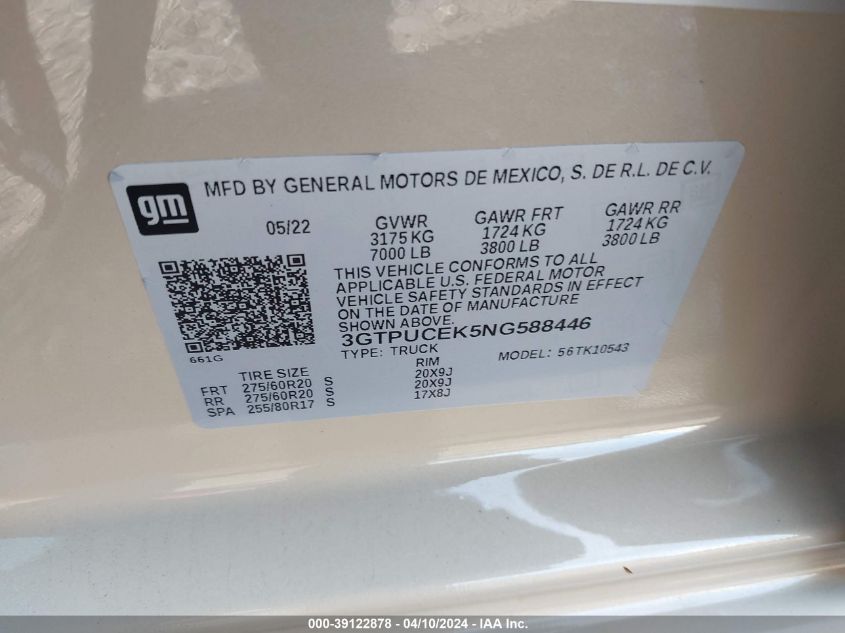 gm
MFD BY GENERAL MOTORS DE MEXICO, S. DE R.L. DE C.V.
05/22 GVWR GAWR FRT GAWR RR
3175 KG 1724 KG 1724 KG
7000 LB 3800 LB 3800 LB
THIS VEHICLE CONFORMS TO ALL
APPLICABLE U.S. FEDERAL MOTOR
VEHICLE SAFETY STANDARDS IN EFFECT
ON THE DATE OF MANUFACTURE
SHOWN ABOVE.
3GTPUCEK5NG588446
661G
TYPE: TRUCK MODEL: 56TK10543
TIRE SIZE RIM
FRT 275/60R20 S 20X9J
RR 275/60R20 S 20X9J
SPA 255/80R17 S 17X8J
000-39122878 - 04/10/2024 - IAA Inc.